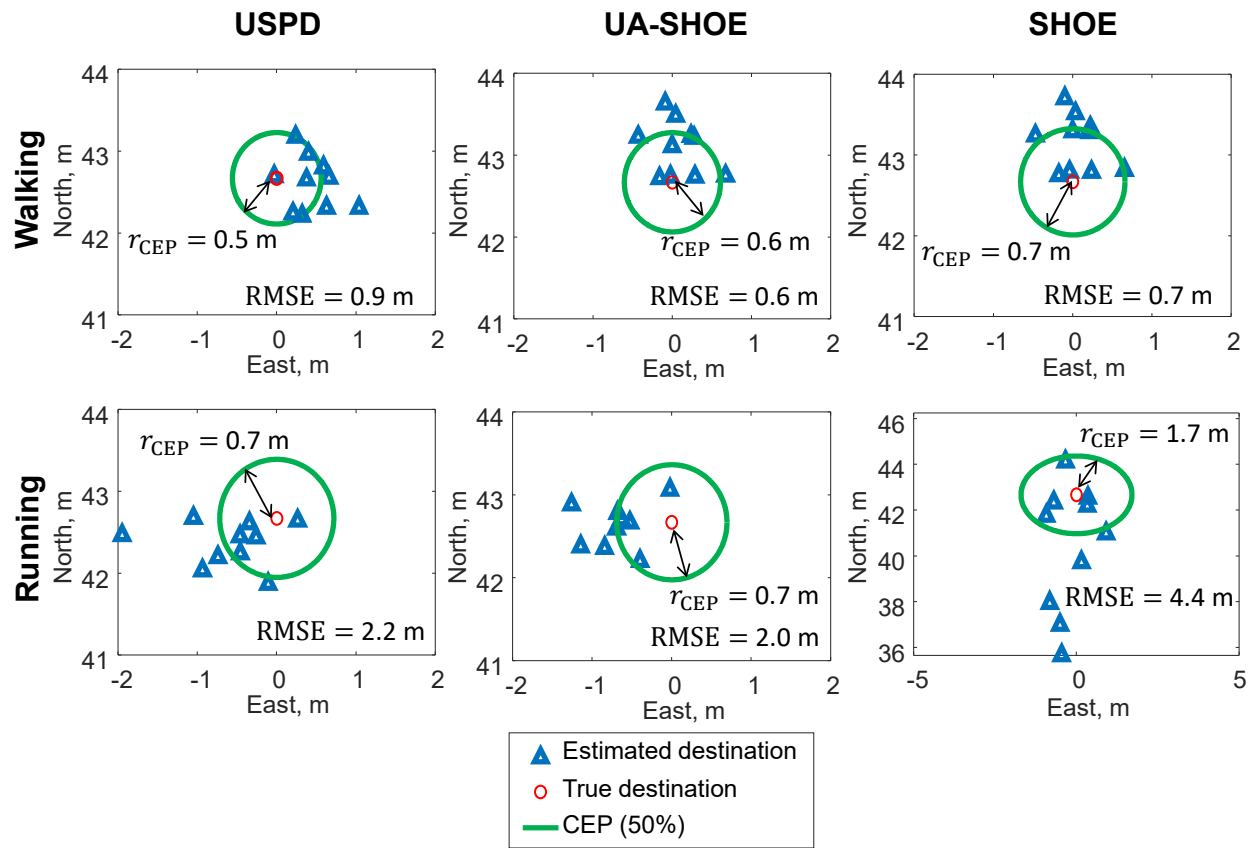 USPD
UA-SHOE
SHOE
Walking
North, m
44
43
42
41
r_CEP = 0.5 m
RMSE = 0.9 m
-2
-1
0
1
2
East, m
North, m
44
43
42
41
r_CEP = 0.6 m
RMSE = 0.6 m
-2
-1
0
1
2
East, m
North, m
44
43
42
41
r_CEP = 0.7 m
RMSE = 0.7 m
-2
-1
0
1
2
East, m
Running
North, m
44
43
42
41
r_CEP = 0.7 m
RMSE = 2.2 m
-2
-1
0
1
2
East, m
North, m
44
43
42
41
r_CEP = 0.7 m
RMSE = 2.0 m
-2
-1
0
1
2
East, m
North, m
46
44
42
40
38
36
r_CEP = 1.7 m
RMSE = 4.4 m
-5
0
5
East, m
Estimated destination
True destination
CEP (50%)